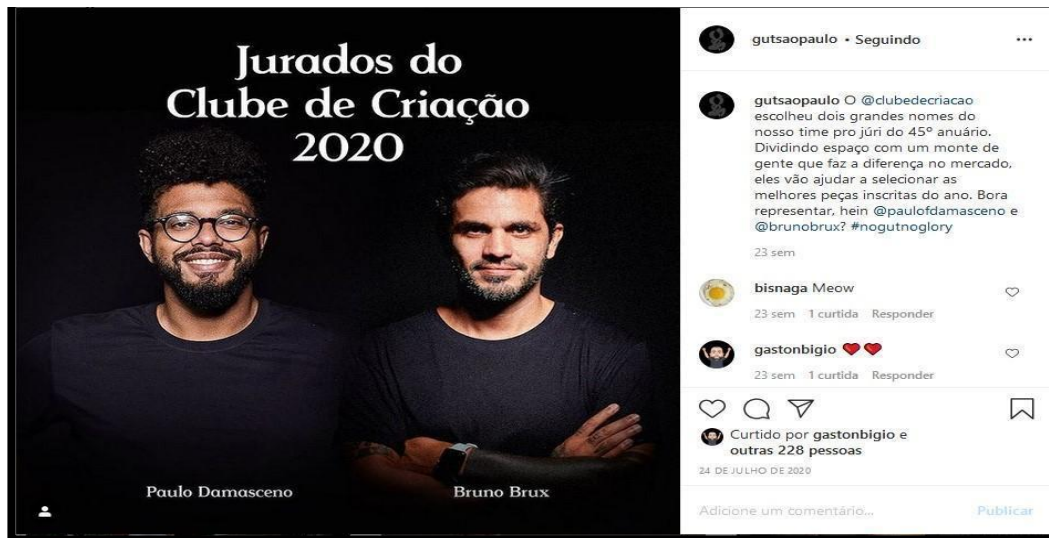 Jurados do
Clube de Criação
2020
Paulo Damasceno
Bruno Brux
gutsaopaulo • Seguindo
gutsaopaulo O @clubedecriacao
escolheu dois grandes nomes do
nosso time pro júri do 45º anuário.
Dividindo espaço com um monte de
gente que faz a diferença no mercado,
eles vão ajudar a selecionar as
melhores peças inscritas do ano. Bora
representar, hein @paulofdamasceno e
@brunobrux? #nogutnoglory
23 sem
bisnaga Meow
23 sem 1 curtida Responder
gastonbigio ❤️❤️
23 sem 1 curtida Responder
Curtido por gastonbigio e
outras 228 pessoas
24 DE JULHO DE 2020
Adicione um comentário... Publicar